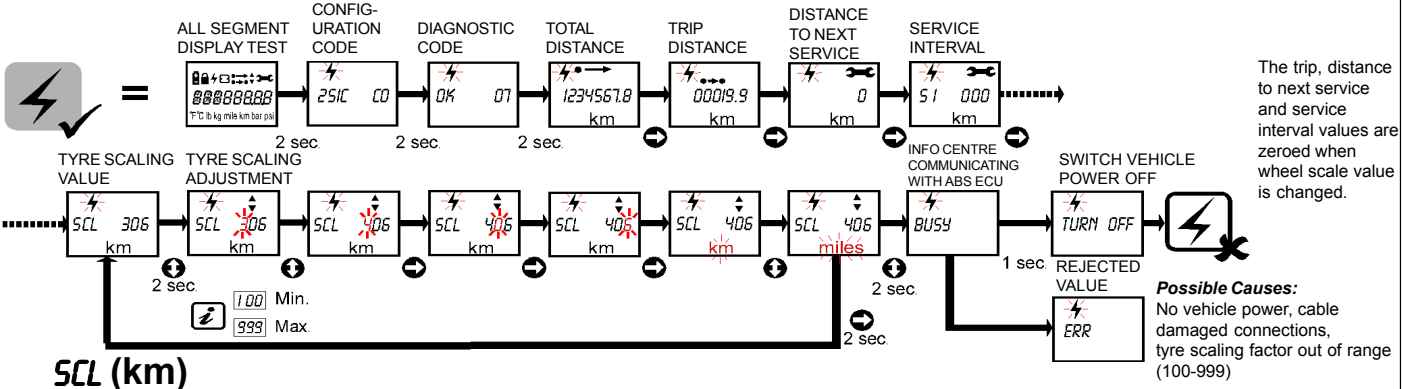 ALL SEGMENT
DISPLAY TEST
CONFIG-
URATION
CODE
DIAGNOSTIC
CODE
TOTAL
DISTANCE
TRIP
DISTANCE
DISTANCE
TO NEXT
SERVICE
SERVICE
INTERVAL
=
888888.8.8
°F°C lb kg mile km bar psi
2SIC CO
OK 07
1234567.8
km
00019.9
km
0
km
SI 000
km
2 sec.
2 sec.
2 sec.
The trip, distance
to next service
and service
interval values are
zeroed when
wheel scale value
is changed.
TYRE SCALING
VALUE
TYRE SCALING
ADJUSTMENT
INFO CENTRE
COMMUNICATING
WITH ABS ECU
SWITCH VEHICLE
POWER OFF
SCL 306
km
SCL 306
km
SCL 406
km
SCL 406
km
SCL 406
km
SCL 406
km
SCL 406
miles
BUSY
TURN OFF
2 sec.
2 sec.
1 sec.
REJECTED
VALUE
ERR
i 100 Min.
999 Max.
2 sec.
Possible Causes:
No vehicle power, cable
damaged connections,
tyre scaling factor out of range
(100-999)
SCL (km)